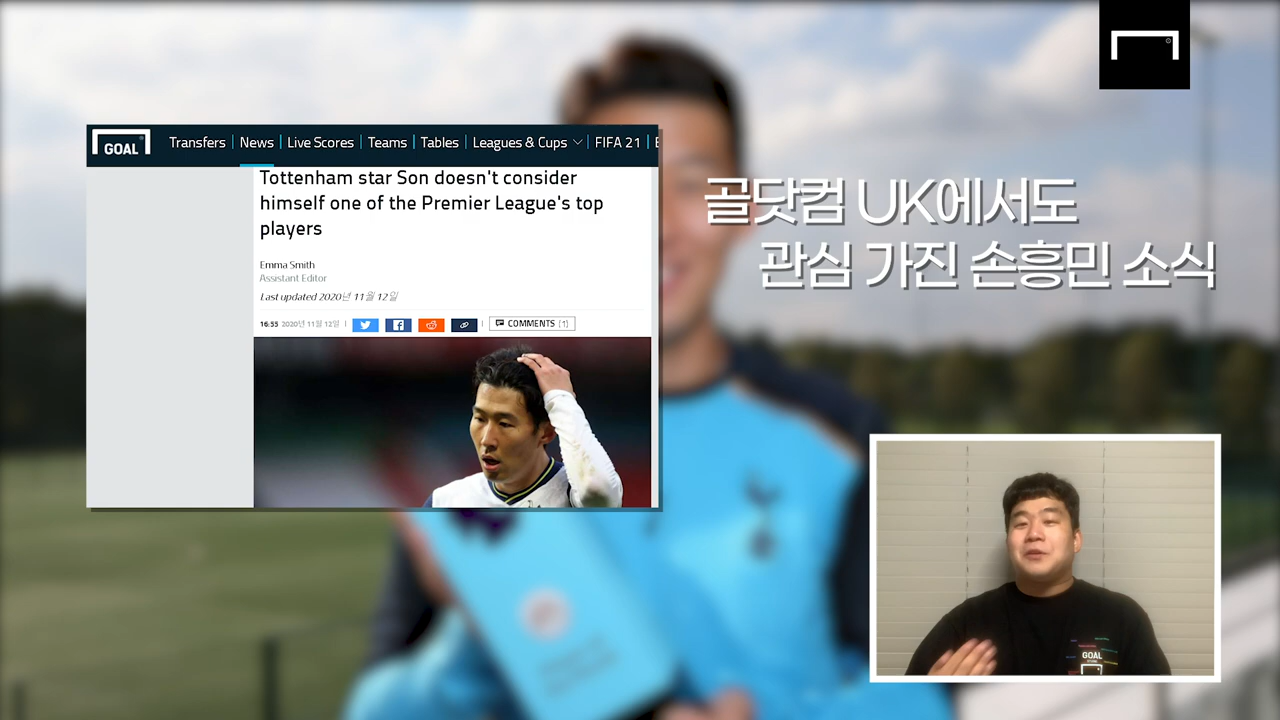 GOAL
Transfers
News
Live Scores
Teams
Tables
Leagues & Cups
FIFA 21
Tottenham star Son doesn't consider
himself one of the Premier League's top
players
Emma Smith
Assistant Editor
Last updated 2020년 11월 12일
16:55 2020년 11월 12일
COMMENTS (1)
골닷컴 UK에서도
관심 가진 손흥민 소식
GOAL